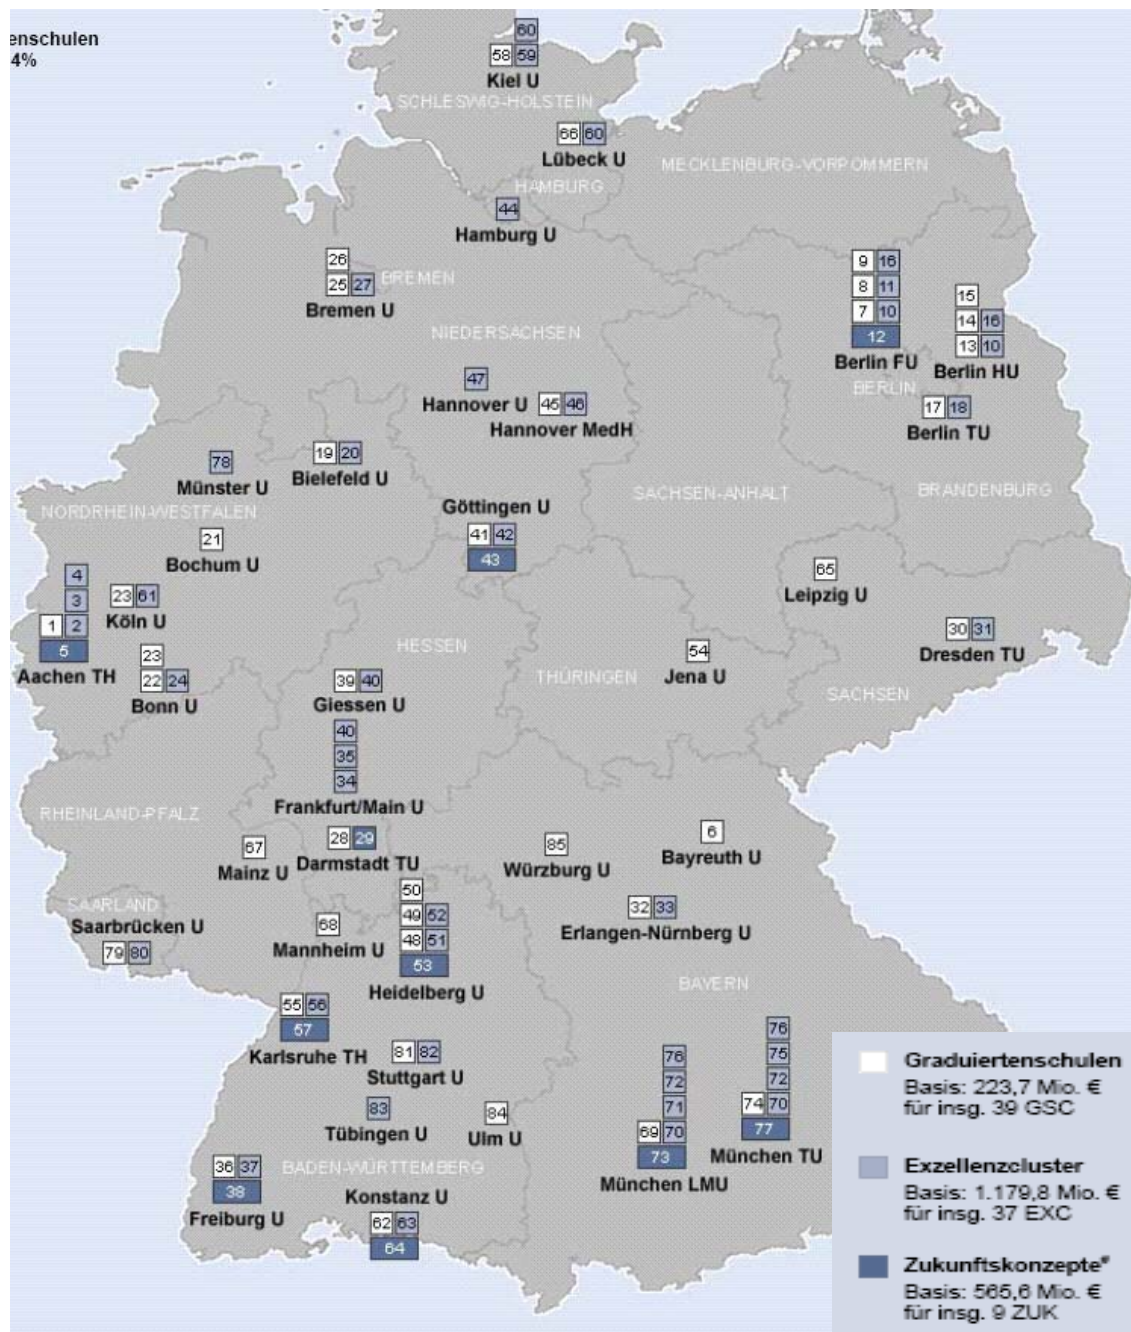 enschulen
4%
60
58 59
Kiel U
SCHLESWIG-HOLSTEIN
66 60
Lübeck U
MECKLENBURG-VORPOMMERN
HAMBURG
44
Hamburg U
26
25 27
BREMEN
Bremen U
9 16
8 11
7 10
12
Berlin FU
15
14 16
13 10
Berlin HU
BERLIN
17 18
Berlin TU
NIEDERSACHSEN
47
Hannover U
45 46
Hannover MedH
78
Münster U
19 20
Bielefeld U
Göttingen U
41 42
43
SACHSEN-ANHALT
BRANDENBURG
NORDRHEIN-WESTFALEN
21
Bochum U
4
3
1 2
5
Aachen TH
23 61
Köln U
23
22 24
Bonn U
65
Leipzig U
30 31
Dresden TU
HESSEN
39 40
Giessen U
THÜRINGEN
54
Jena U
SACHSEN
40
35
34
Frankfurt/Main U
RHEINLAND-PFALZ
67
Mainz U
28 29
Darmstadt TU
85
Würzburg U
6
Bayreuth U
SAARLAND
Saarbrücken U
79 80
68
Mannheim U
50
49 52
48 51
53
Heidelberg U
32 33
Erlangen-Nürnberg U
BAYERN
55 56
57
Karlsruhe TH
81 82
Stuttgart U
83
Tübingen U
84
Ulm U
76
72
71
69 70
73
München LMU
76
75
72
74 70
77
München TU
36 37
38
Freiburg U
BADEN-WÜRTTEMBERG
Konstanz U
62 63
64
Graduiertenschulen
Basis: 223,7 Mio. €
für insg. 39 GSC
Exzellenzcluster
Basis: 1.179,8 Mio. €
für insg. 37 EXC
Zukunftskonzepte*
Basis: 565,6 Mio. €
für insg. 9 ZUK